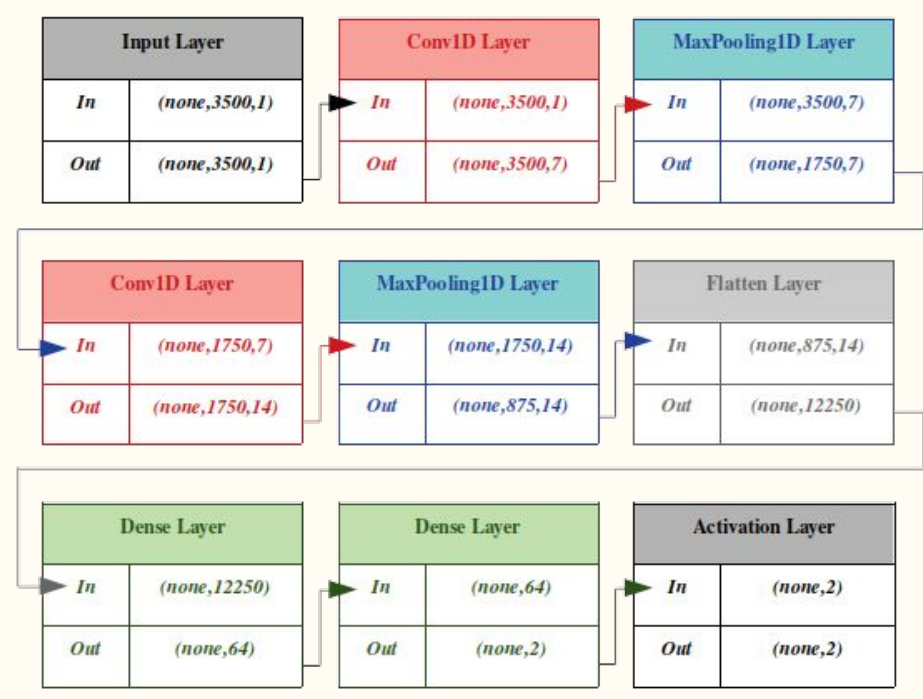 Input Layer
In (none,3500,1)
Out (none,3500,1)
Conv1D Layer
In (none,3500,1)
Out (none,3500,7)
MaxPooling1D Layer
In (none,3500,7)
Out (none,1750,7)
Conv1D Layer
In (none,1750,7)
Out (none,1750,14)
MaxPooling1D Layer
In (none,1750,14)
Out (none,875,14)
Flatten Layer
In (none,875,14)
Out (none,12250)
Dense Layer
In (none,12250)
Out (none,64)
Dense Layer
In (none,64)
Out (none,2)
Activation Layer
In (none,2)
Out (none,2)